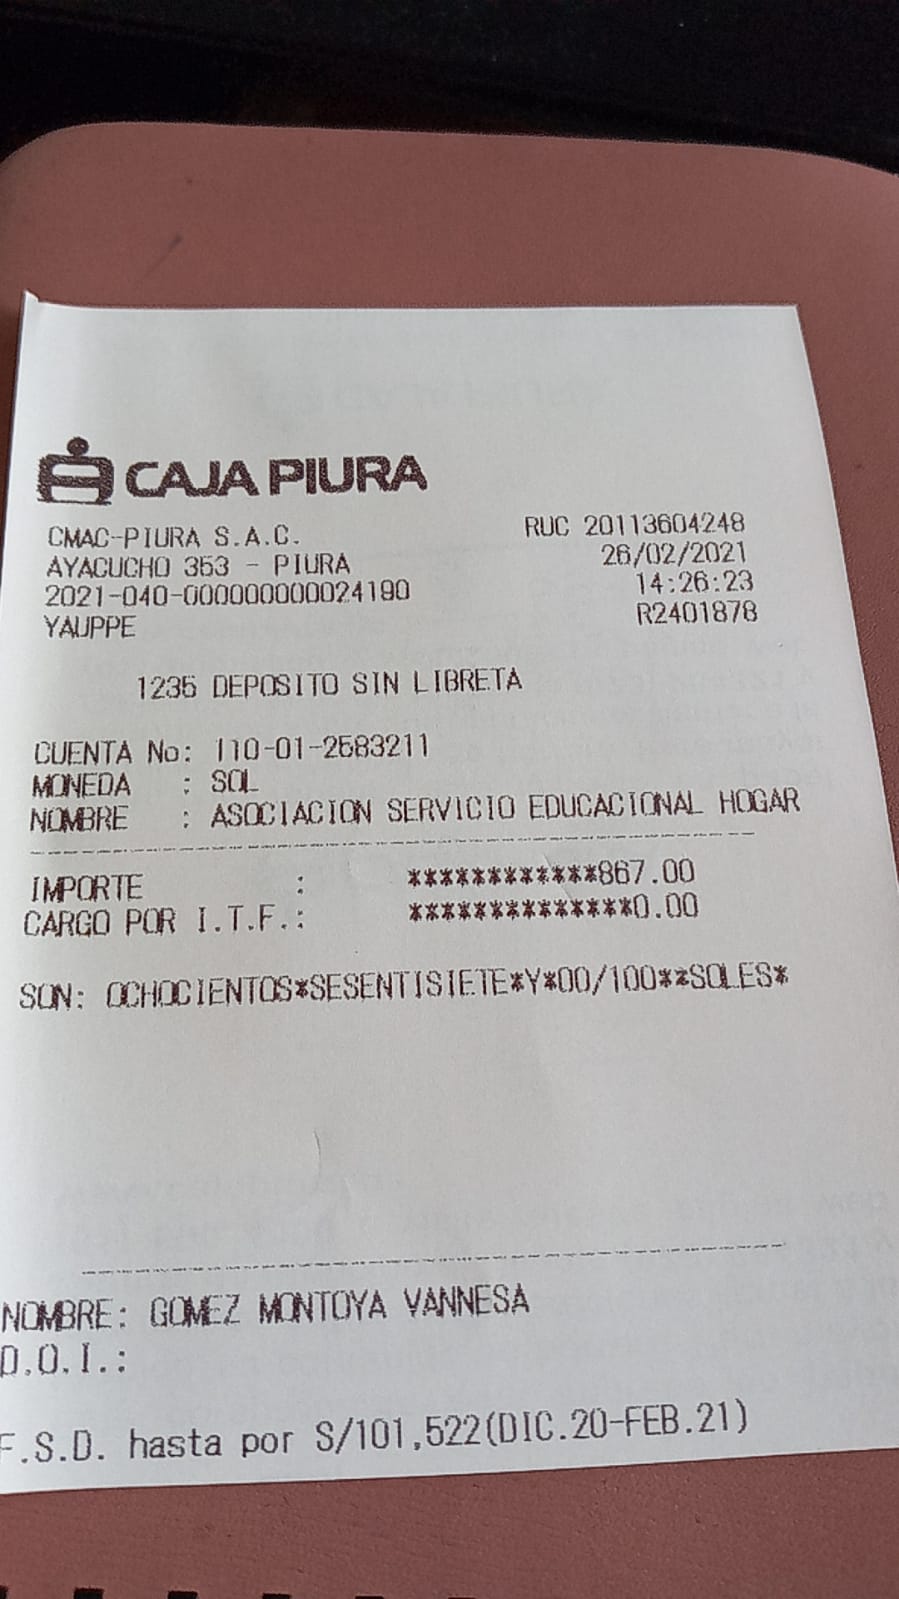 CAJA PIURA
CMAC-PIURA S.A.C. RUC 20113604248
AYACUCHO 353 - PIURA 26/02/2021
2021-040-000000000024190 14:26:23
YAUPPE R2401878
1235 DEPOSITO SIN LIBRETA
CUENTA No: 110-01-2583211
MONEDA : SOL
NOMBRE : ASOCIACION SERVICIO EDUCACIONAL HOGAR
IMPORTE : ************867.00
CARGO POR I.T.F.: **************0.00
SON: OCHOCIENTOS*SESENTISIETE*Y*00/100**SOLES*
NOMBRE: GOMEZ MONTOYA VANNESA
D.O.I.:
F.S.D. hasta por S/101,522(DIC.20-FEB.21)